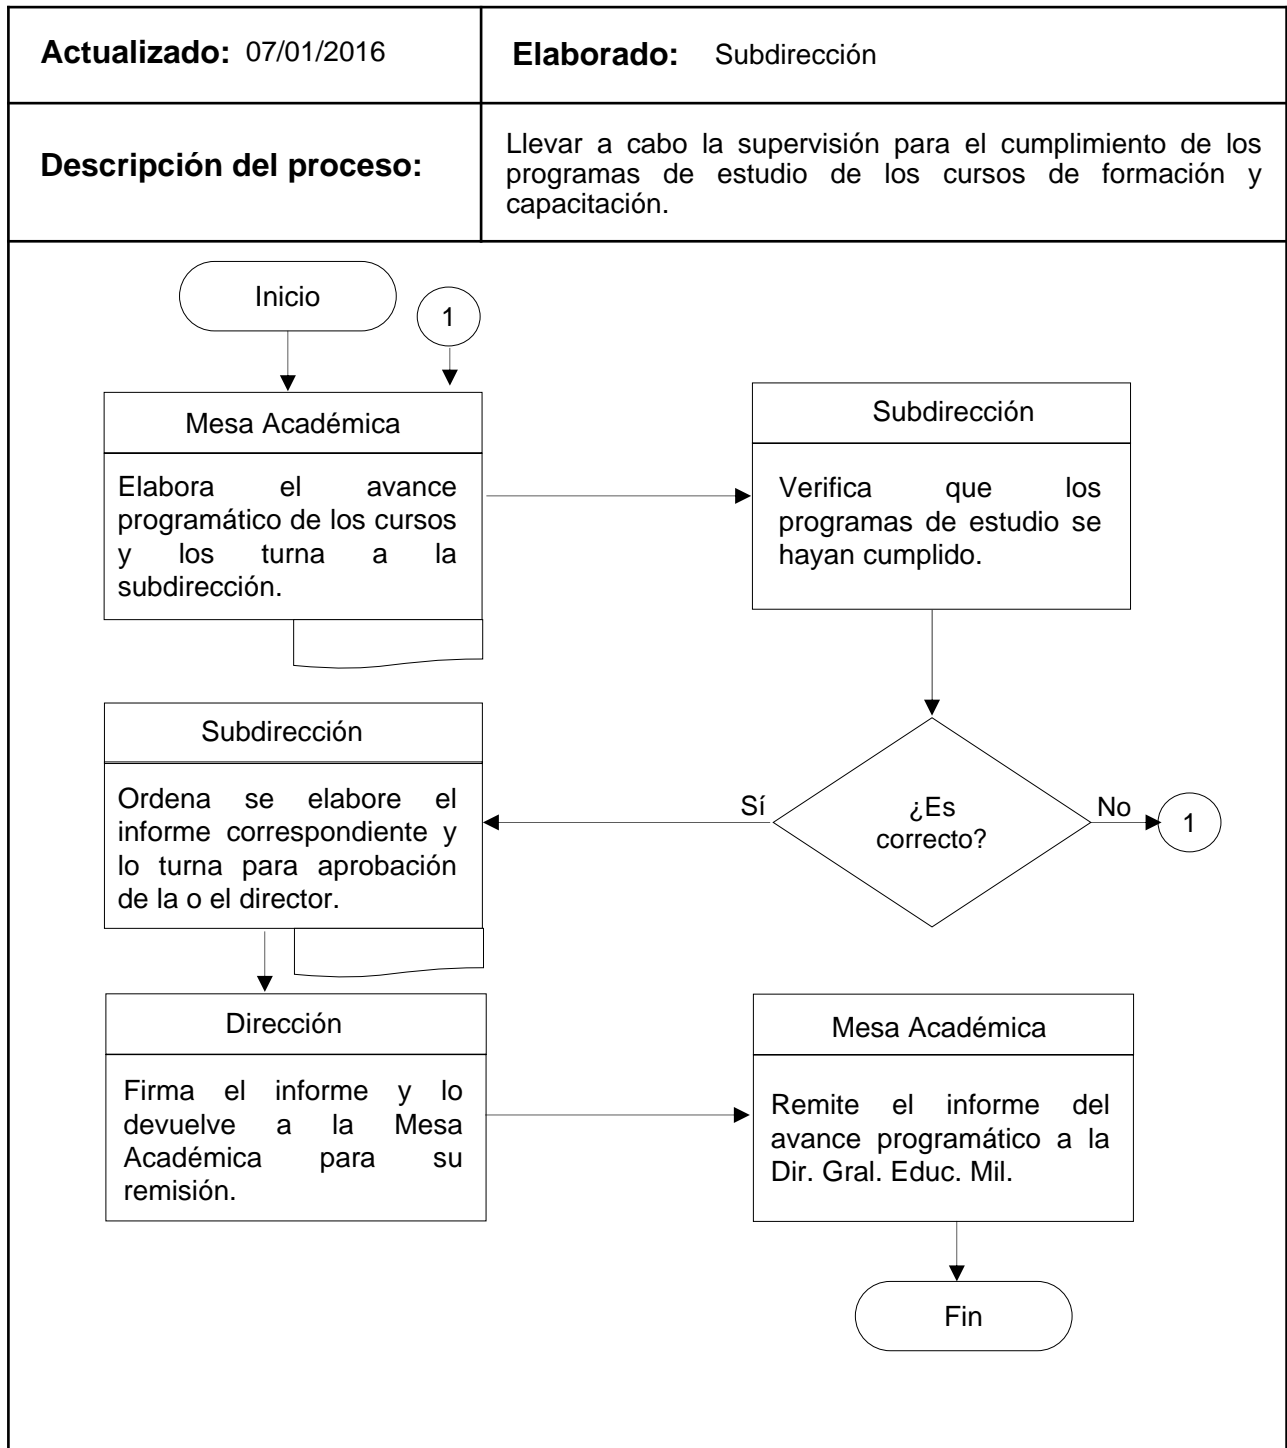 Actualizado: 07/01/2016
Elaborado: Subdirección
Descripción del proceso:
Llevar a cabo la supervisión para el cumplimiento de los
programas de estudio de los cursos de formación y
capacitación.
Inicio
1
Mesa Académica
Elabora el avance
programático de los cursos
y los turna a la
subdirección.
Subdirección
Verifica que los
programas de estudio se
hayan cumplido.
¿Es
correcto?
No
1
Sí
Subdirección
Ordena se elabore el
informe correspondiente y
lo turna para aprobación
de la o el director.
Dirección
Firma el informe y lo
devuelve a la Mesa
Académica para su
remisión.
Mesa Académica
Remite el informe del
avance programático a la
Dir. Gral. Educ. Mil.
Fin